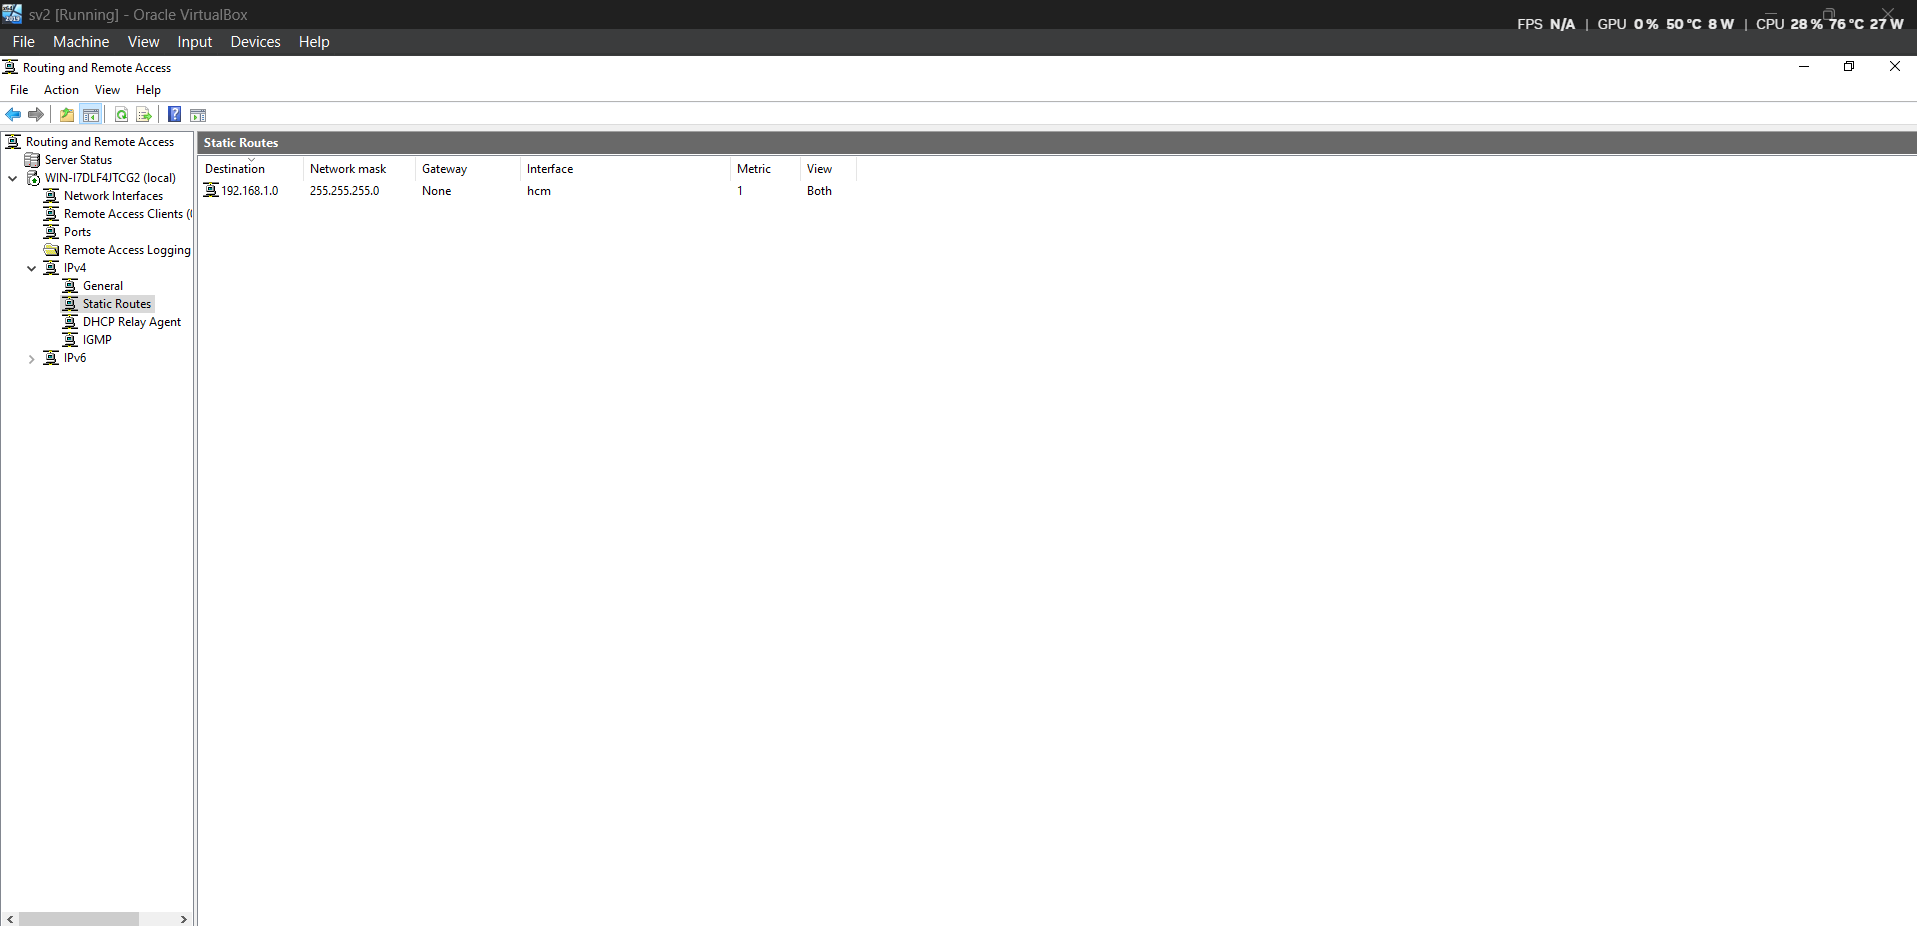 sv2 [Running] - Oracle VirtualBox
FPS N/A | GPU 0 % 50 °C 8 W | CPU 28 % 76 °C 27 W
File Machine View Input Devices Help
Routing and Remote Access
File Action View Help
Routing and Remote Access
Server Status
WIN-I7DLF4JTCG2 (local)
Network Interfaces
Remote Access Clients (
Ports
Remote Access Logging
IPv4
General
Static Routes
DHCP Relay Agent
IGMP
IPv6
Static Routes
Destination Network mask Gateway Interface Metric View
192.168.1.0 255.255.255.0 None hcm 1 Both